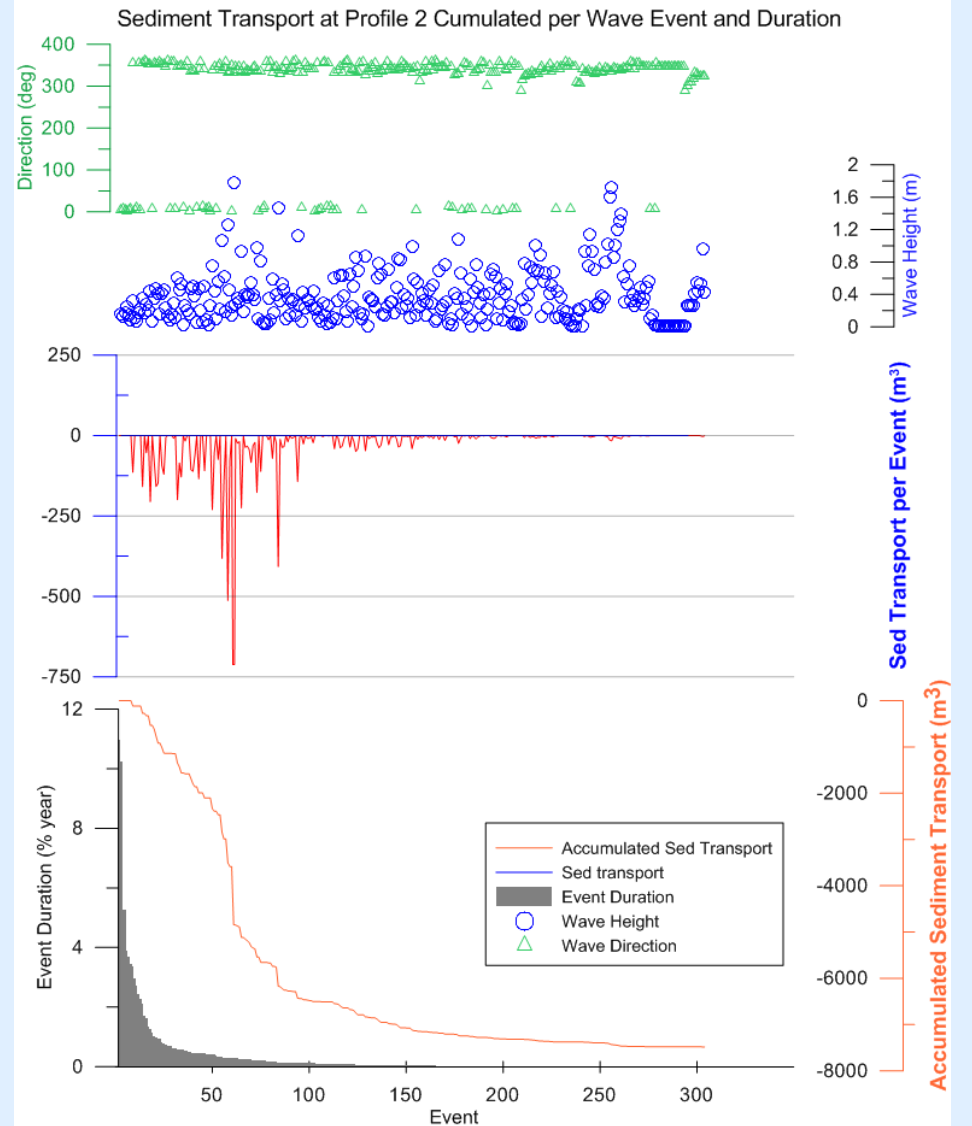 Sediment Transport at Profile 2 Cumulated per Wave Event and Duration
Direction (deg)
400
300
200
100
0
Wave Height (m)
2
1.6
1.2
0.8
0.4
0
250
0
-250
-500
-750
Sed Transport per Event (m³)
Event Duration (% year)
12
8
4
0
0
-2000
-4000
-6000
-8000
Accumulated Sediment Transport (m³)
Accumulated Sed Transport
Sed transport
Event Duration
Wave Height
Wave Direction
50 100 150 200 250 300
Event